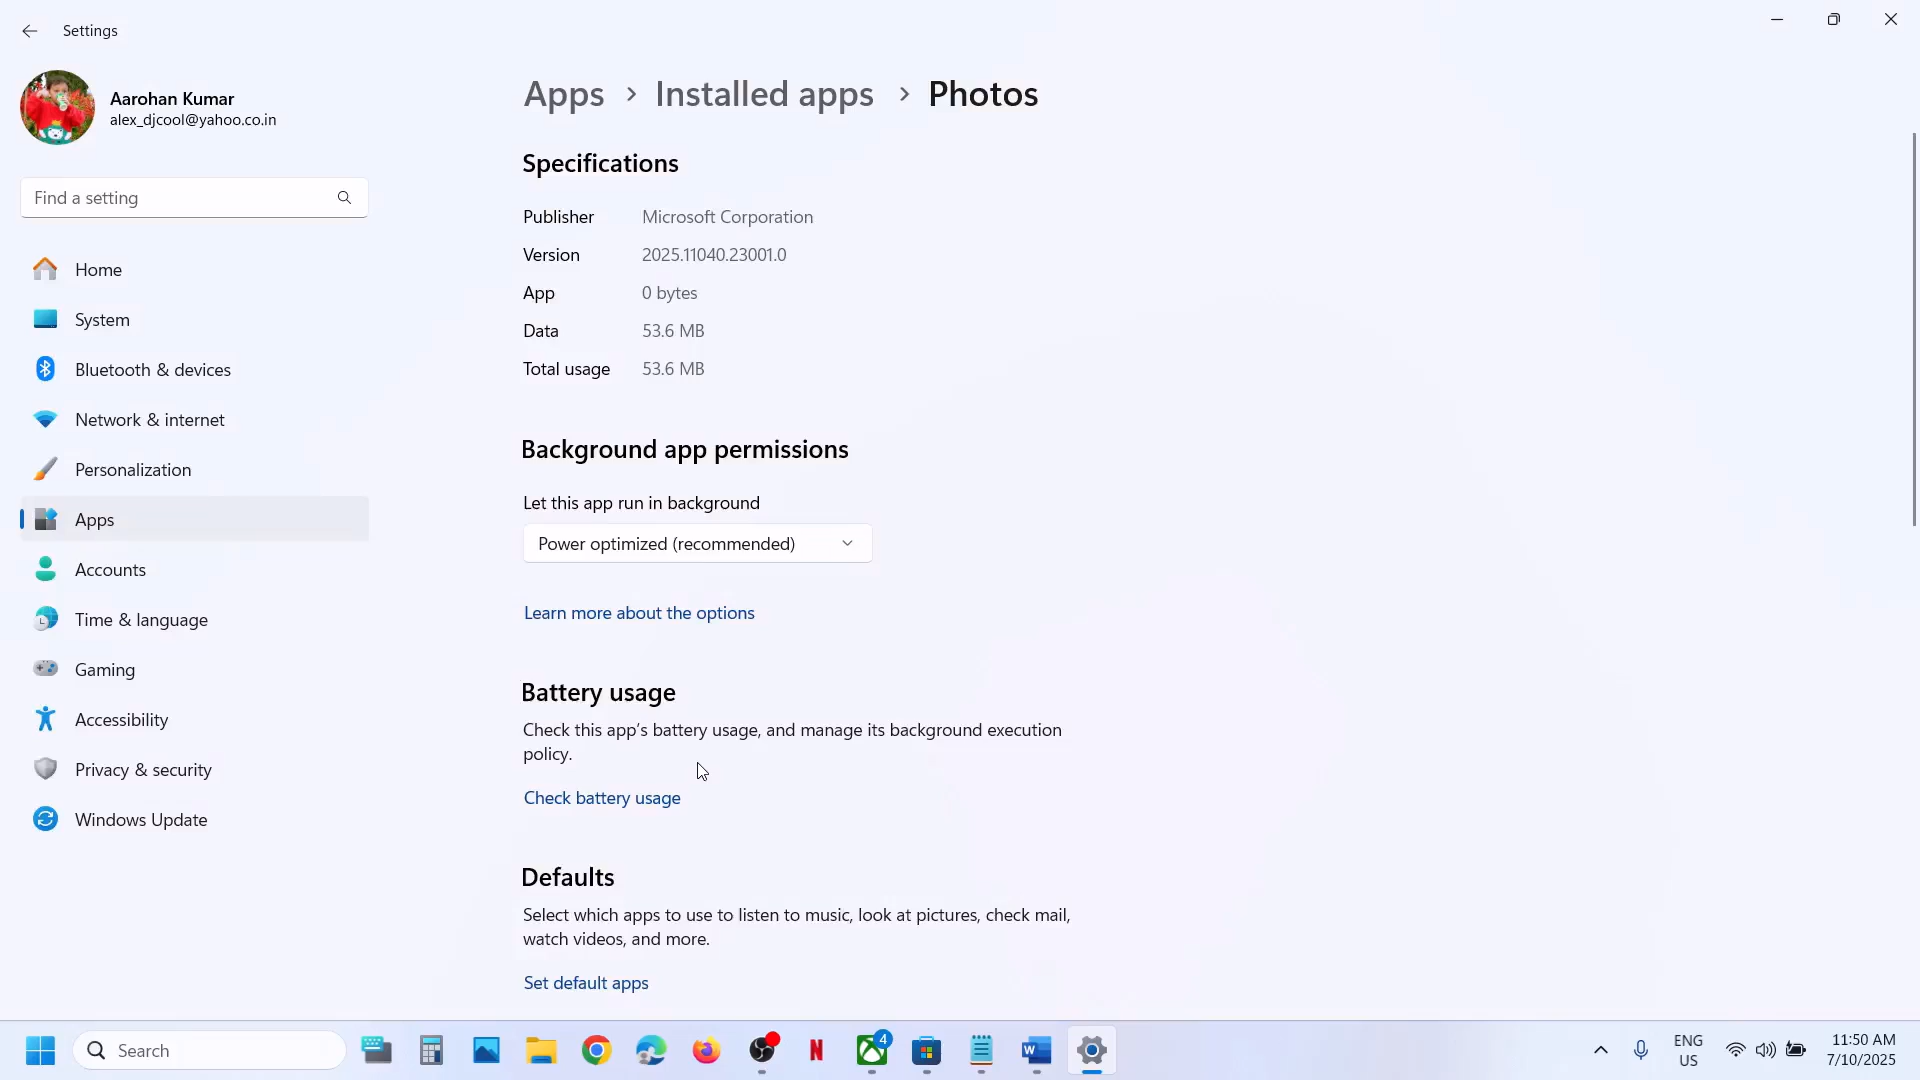 Settings
Aarohan Kumar
alex_djcool@yahoo.co.in
Find a setting
Home
System
Bluetooth & devices
Network & internet
Personalization
Apps
Accounts
Time & language
Gaming
Accessibility
Privacy & security
Windows Update
Apps › Installed apps › Photos
Specifications
Publisher Microsoft Corporation
Version 2025.11040.23001.0
App 0 bytes
Data 53.6 MB
Total usage 53.6 MB
Background app permissions
Let this app run in background
Power optimized (recommended)
Learn more about the options
Battery usage
Check this app's battery usage, and manage its background execution
policy.
Check battery usage
Defaults
Select which apps to use to listen to music, look at pictures, check mail,
watch videos, and more.
Set default apps
Search
4
ENG
US
11:50 AM
7/10/2025